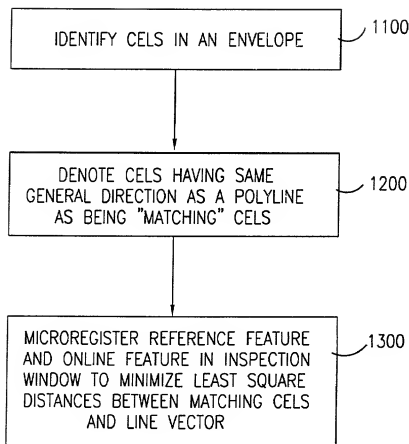 IDENTIFY CELS IN AN ENVELOPE
1100
DENOTE CELS HAVING SAME
GENERAL DIRECTION AS A POLYLINE
AS BEING "MATCHING" CELS
1200
MICROREGISTER REFERENCE FEATURE
AND ONLINE FEATURE IN INSPECTION
WINDOW TO MINIMIZE LEAST SQUARE
DISTANCES BETWEEN MATCHING CELS
AND LINE VECTOR
1300